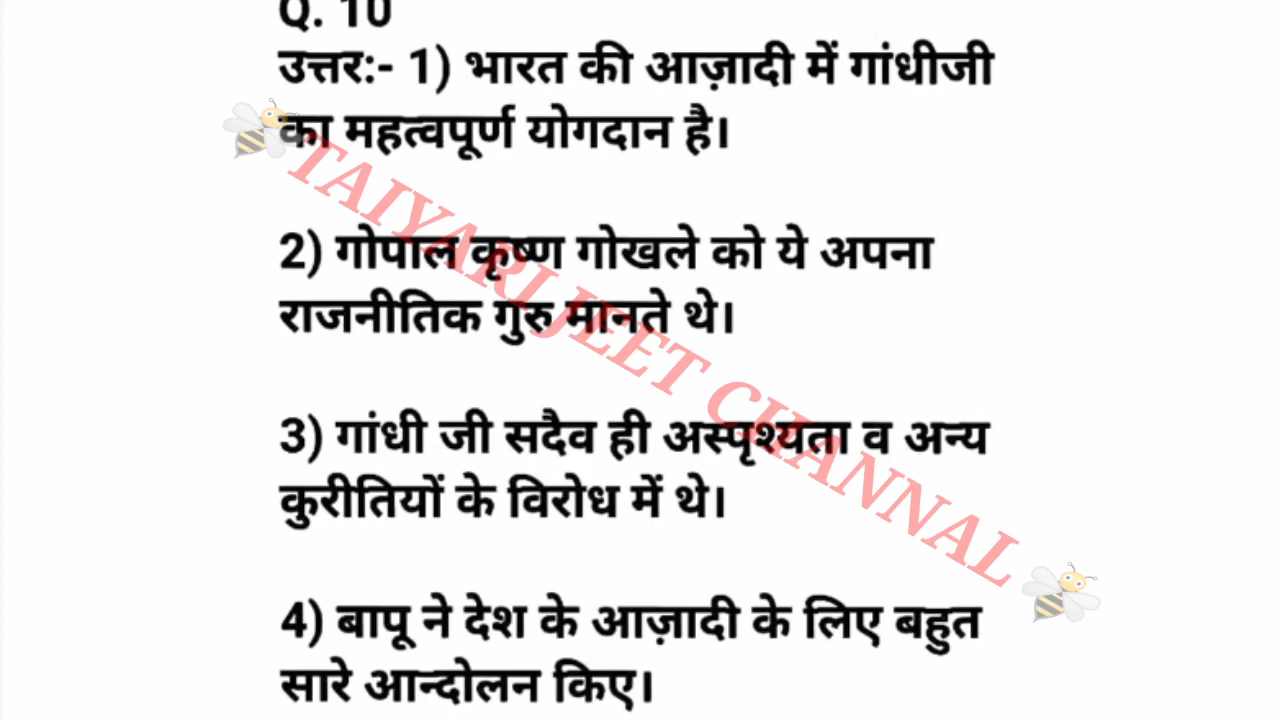 Q. 10
उत्तर:- 1) भारत की आज़ादी में गांधीजी
का महत्वपूर्ण योगदान है।
2) गोपाल कृष्ण गोखले को ये अपना
राजनीतिक गुरु मानते थे।
3) गांधी जी सदैव ही अस्पृश्यता व अन्य
कुरीतियों के विरोध में थे।
4) बापू ने देश के आज़ादी के लिए बहुत
सारे आन्दोलन किए।
TAIYARI JEET CHANNAL